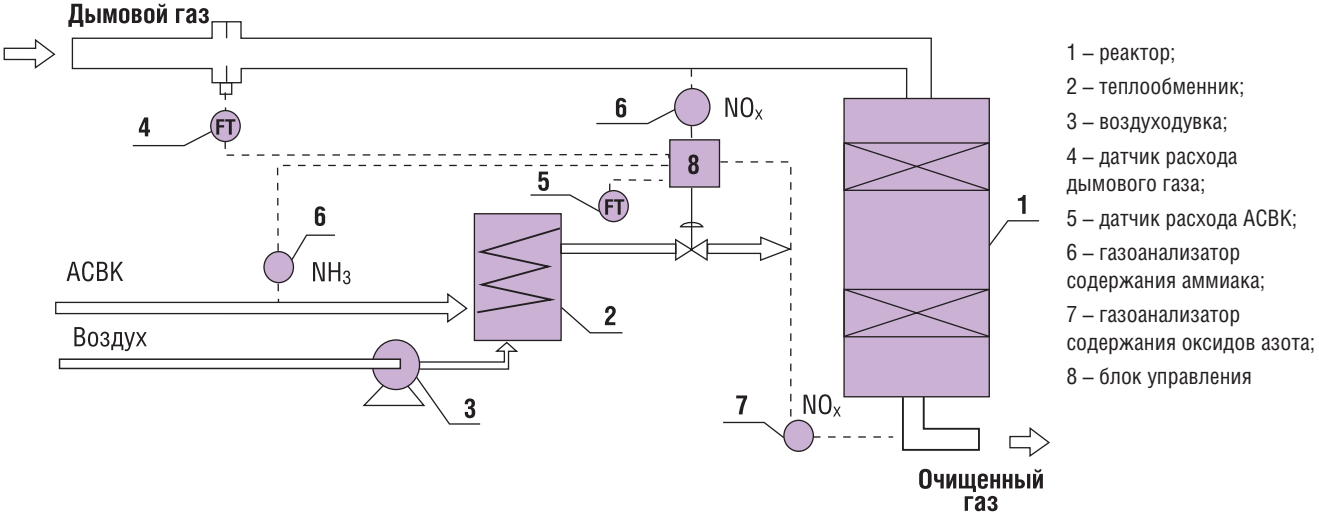 Дымовой газ
4
FT
6
NOx
8
5
FT
6
NH3
АСВК
Воздух
2
3
1
7
NOx
Очищенный
газ
1 – реактор;
2 – теплообменник;
3 – воздуходувка;
4 – датчик расхода
дымового газа;
5 – датчик расхода АСВК;
6 – газоанализатор
содержания аммиака;
7 – газоанализатор
содержания оксидов азота;
8 – блок управления